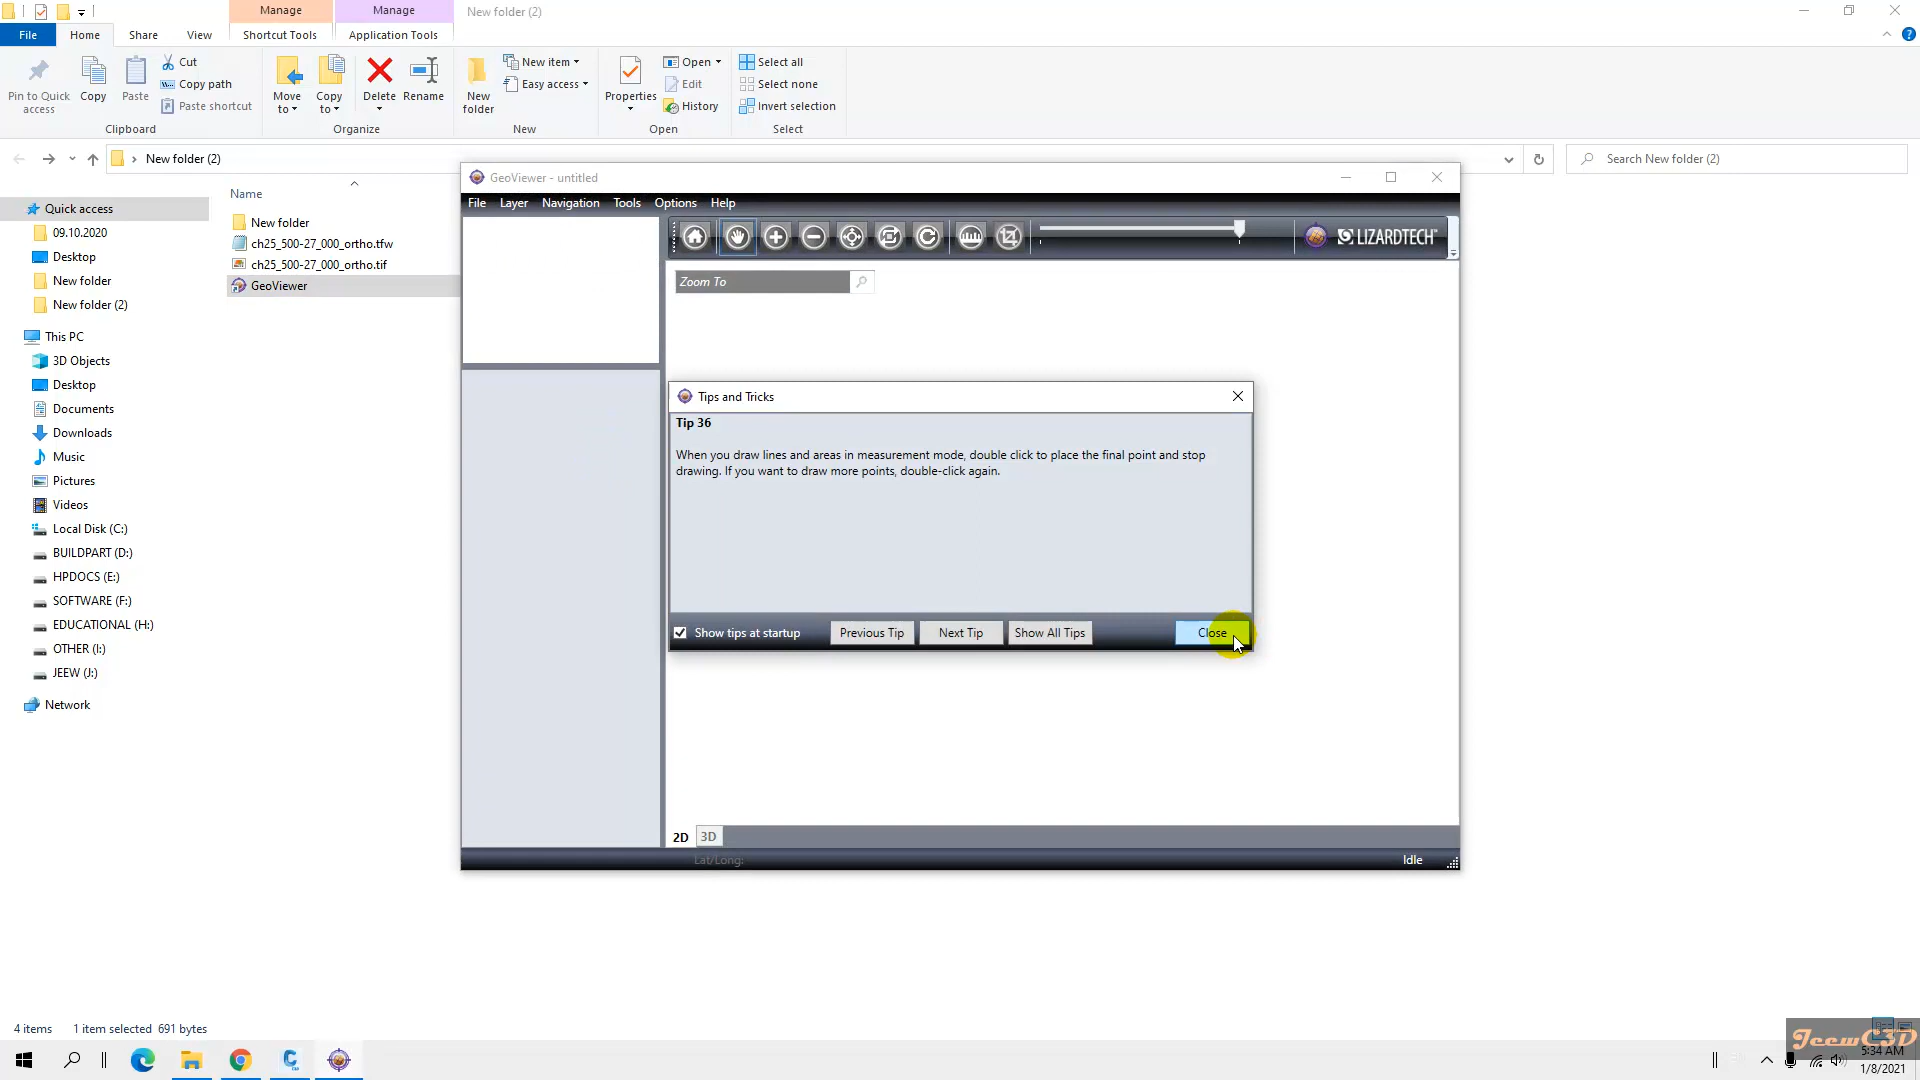 Manage
Manage
New folder (2)
File
Home
Share
View
Shortcut Tools
Application Tools
Pin to Quick access
Copy
Paste
Cut
Copy path
Paste shortcut
Clipboard
Move to
Copy to
Delete
Rename
Organize
New folder
New item
Easy access
New
Properties
Open
Edit
History
Open
Select all
Select none
Invert selection
Select
New folder (2)
Search New folder (2)
Quick access
09.10.2020
Desktop
New folder
New folder (2)
This PC
3D Objects
Desktop
Documents
Downloads
Music
Pictures
Videos
Local Disk (C:)
BUILDPART (D:)
HPDOCS (E:)
SOFTWARE (F:)
EDUCATIONAL (H:)
OTHER (I:)
JEEW (J:)
Network
Name
New folder
ch25_500-27_000_ortho.tfw
ch25_500-27_000_ortho.tif
GeoViewer
GeoViewer - untitled
File Layer Navigation Tools Options Help
LIZARDTECH
Zoom To
Tips and Tricks
Tip 36
When you draw lines and areas in measurement mode, double click to place the final point and stop
drawing. If you want to draw more points, double-click again.
Show tips at startup
Previous Tip
Next Tip
Show All Tips
Close
2D 3D
Lat/Long:
Idle
4 items 1 item selected 691 bytes
JeewC3D
5:34 AM
1/8/2021